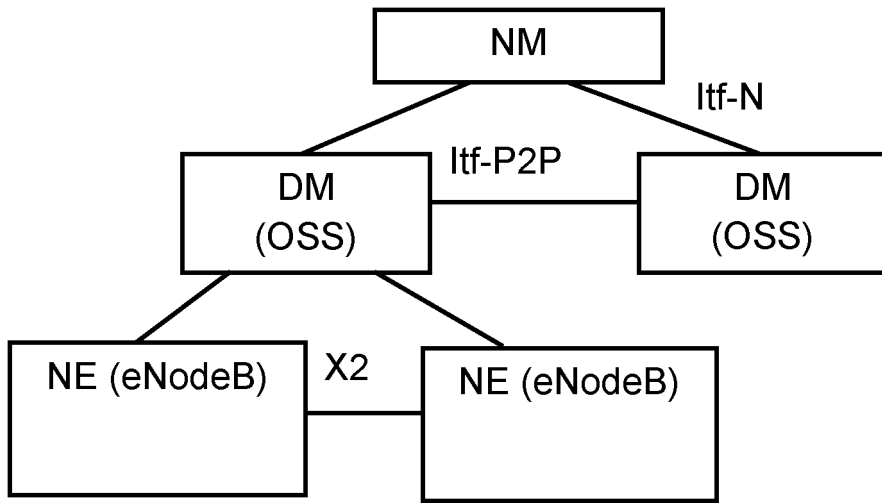 NM
Itf-N
Itf-P2P
DM
(OSS)
DM
(OSS)
X2
NE (eNodeB)
NE (eNodeB)